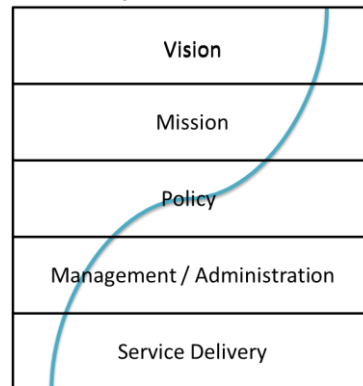 Vision
Mission
Policy
Management / Administration
Service Delivery